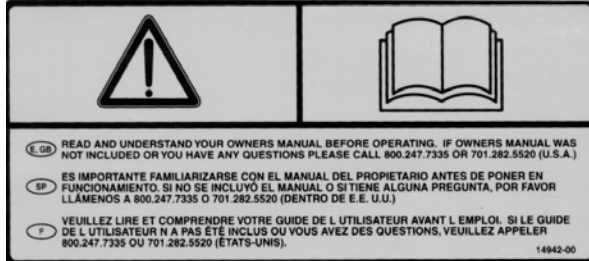 E, GB READ AND UNDERSTAND YOUR OWNERS MANUAL BEFORE OPERATING. IF OWNERS MANUAL WAS
NOT INCLUDED OR YOU HAVE ANY QUESTIONS PLEASE CALL 800.247.7335 OR 701.282.5520 (U.S.A.)
SP ES IMPORTANTE FAMILIARIZARSE CON EL MANUAL DEL PROPIETARIO ANTES DE PONER EN
FUNCIONAMIENTO. SI NO SE INCLUYÓ EL MANUAL O SI TIENE ALGUNA PREGUNTA, POR FAVOR
LLÁMENOS A 800.247.7335 O 701.282.5520 (DENTRO DE E.E. U.U.)
F VEUILLEZ LIRE ET COMPRENDRE VOTRE GUIDE DE L UTILISATEUR AVANT L EMPLOI. SI LE GUIDE
DE L UTILISATEUR N A PAS ÉTÉ INCLUS OU VOUS AVEZ DES QUESTIONS, VEUILLEZ APPELER
800.247.7335 OU 701.282.5520 (ÉTATS-UNIS).
14942-00